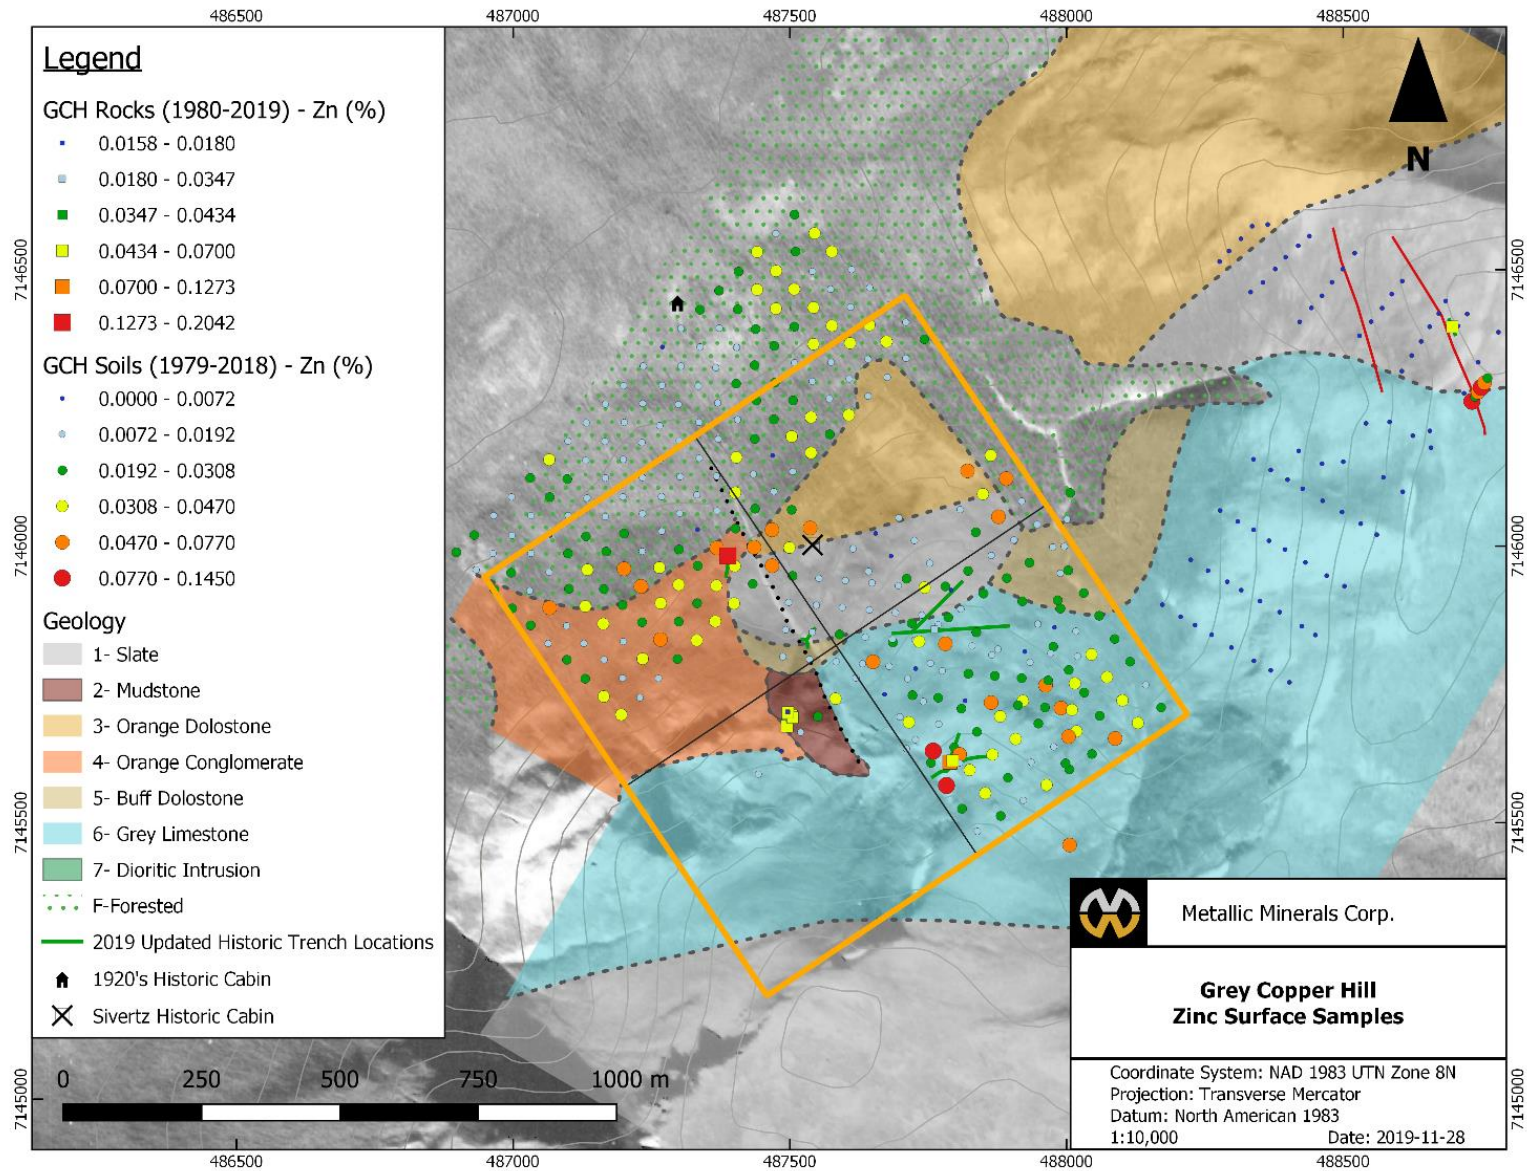 486500 487000 487500 488000 488500
Legend
GCH Rocks (1980-2019) - Zn (%)
0.0158 - 0.0180
0.0180 - 0.0347
0.0347 - 0.0434
0.0434 - 0.0700
0.0700 - 0.1273
0.1273 - 0.2042
GCH Soils (1979-2018) - Zn (%)
0.0000 - 0.0072
0.0072 - 0.0192
0.0192 - 0.0308
0.0308 - 0.0470
0.0470 - 0.0770
0.0770 - 0.1450
Geology
1- Slate
2- Mudstone
3- Orange Dolostone
4- Orange Conglomerate
5- Buff Dolostone
6- Grey Limestone
7- Dioritic Intrusion
F-Forested
2019 Updated Historic Trench Locations
1920's Historic Cabin
Sivertz Historic Cabin
N
7146500
7146000
7145500
7145000
7146500
7146000
7145500
7145000
0 250 500 750 1000 m
Metallic Minerals Corp.
Grey Copper Hill
Zinc Surface Samples
Coordinate System: NAD 1983 UTN Zone 8N
Projection: Transverse Mercator
Datum: North American 1983
1:10,000 Date: 2019-11-28
486500 487000 487500 488000 488500